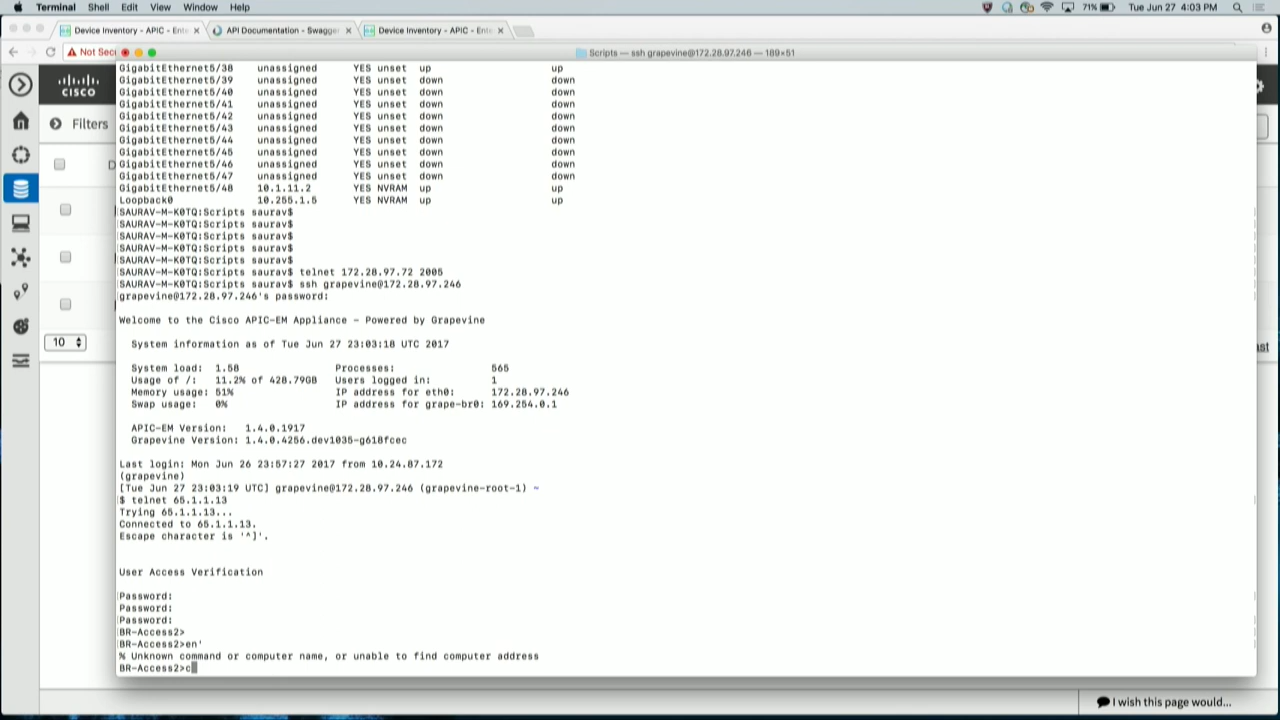 Terminal Shell Edit View Window Help 71% Tue Jun 27 4:03 PM
Device Inventory - APIC - Ente × API Documentation - Swagge × Device Inventory - APIC - Ente ×
Not Sec Scripts — ssh grapevine@172.28.97.246 — 189×51
CISCO
Filters
10
GigabitEthernet5/38 unassigned YES unset up up
GigabitEthernet5/39 unassigned YES unset down down
GigabitEthernet5/40 unassigned YES unset down down
GigabitEthernet5/41 unassigned YES unset down down
GigabitEthernet5/42 unassigned YES unset down down
GigabitEthernet5/43 unassigned YES unset down down
GigabitEthernet5/44 unassigned YES unset down down
GigabitEthernet5/45 unassigned YES unset down down
GigabitEthernet5/46 unassigned YES unset down down
GigabitEthernet5/47 unassigned YES unset down down
GigabitEthernet5/48 10.1.11.2 YES NVRAM up up
Loopback0 10.255.1.5 YES NVRAM up up
SAURAV-M-K0TQ:Scripts saurav$
SAURAV-M-K0TQ:Scripts saurav$
SAURAV-M-K0TQ:Scripts saurav$
SAURAV-M-K0TQ:Scripts saurav$
SAURAV-M-K0TQ:Scripts saurav$
SAURAV-M-K0TQ:Scripts saurav$ telnet 172.28.97.72 2005
SAURAV-M-K0TQ:Scripts saurav$ ssh grapevine@172.28.97.246
grapevine@172.28.97.246's password:
Welcome to the Cisco APIC-EM Appliance - Powered by Grapevine
System information as of Tue Jun 27 23:03:18 UTC 2017
System load: 1.58 Processes: 565
Usage of /: 11.2% of 428.79GB Users logged in: 1
Memory usage: 51% IP address for eth0: 172.28.97.246
Swap usage: 0% IP address for grape-br0: 169.254.0.1
APIC-EM Version: 1.4.0.1917
Grapevine Version: 1.4.0.4256.dev1035-g618fcec
Last login: Mon Jun 26 23:57:27 2017 from 10.24.87.172
(grapevine)
[Tue Jun 27 23:03:19 UTC] grapevine@172.28.97.246 (grapevine-root-1) ~
$ telnet 65.1.1.13
Trying 65.1.1.13...
Connected to 65.1.1.13.
Escape character is '^]'.
User Access Verification
Password:
Password:
Password:
BR-Access2>
BR-Access2>en'
% Unknown command or computer name, or unable to find computer address
BR-Access2>c
I wish this page would...